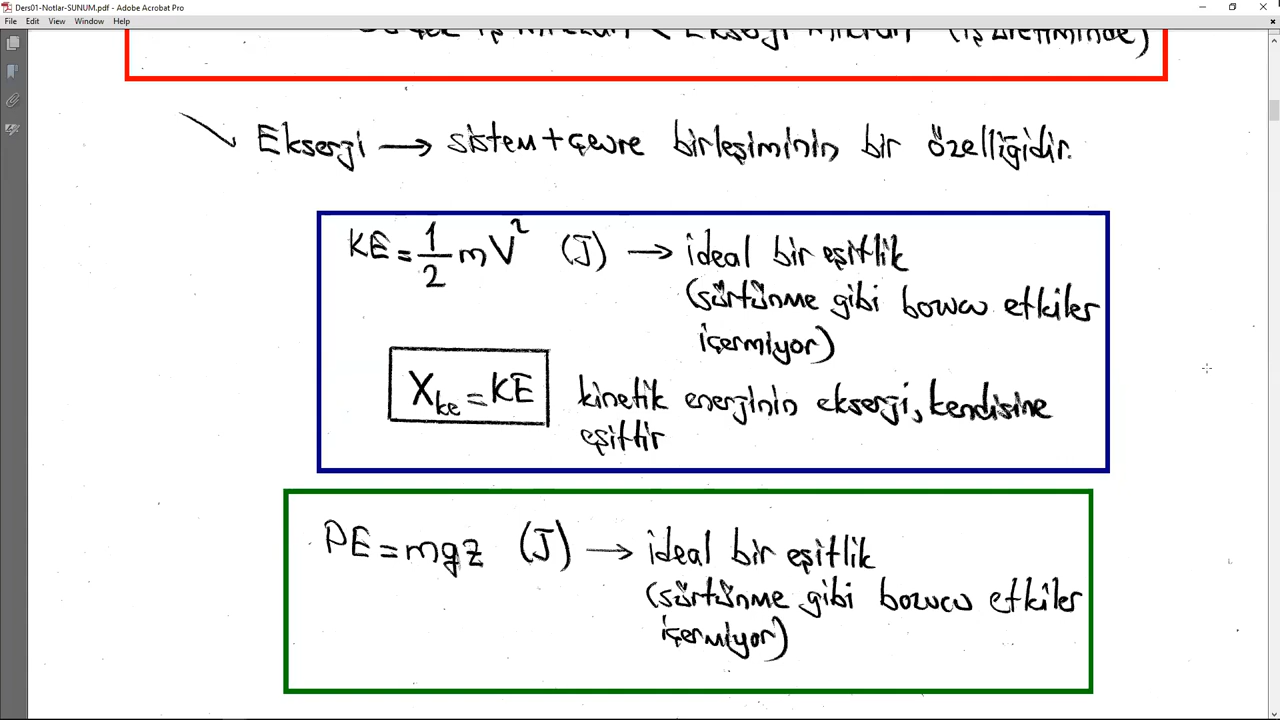 Ders01-Notlar-SUNUM.pdf - Adobe Acrobat Pro
File Edit View Window Help
Eksergi → sistem+çevre birleşiminin bir özelliğidir.
KE = 1/2 mV² (J) → ideal bir eşitlik
(sürtünme gibi bozucu etkiler
içermiyor)
Xke = KE kinetik enerjinin ekserji, kendisine
eşittir
PE = mgz (J) → ideal bir eşitlik
(sürtünme gibi bozucu etkiler
içermiyor)